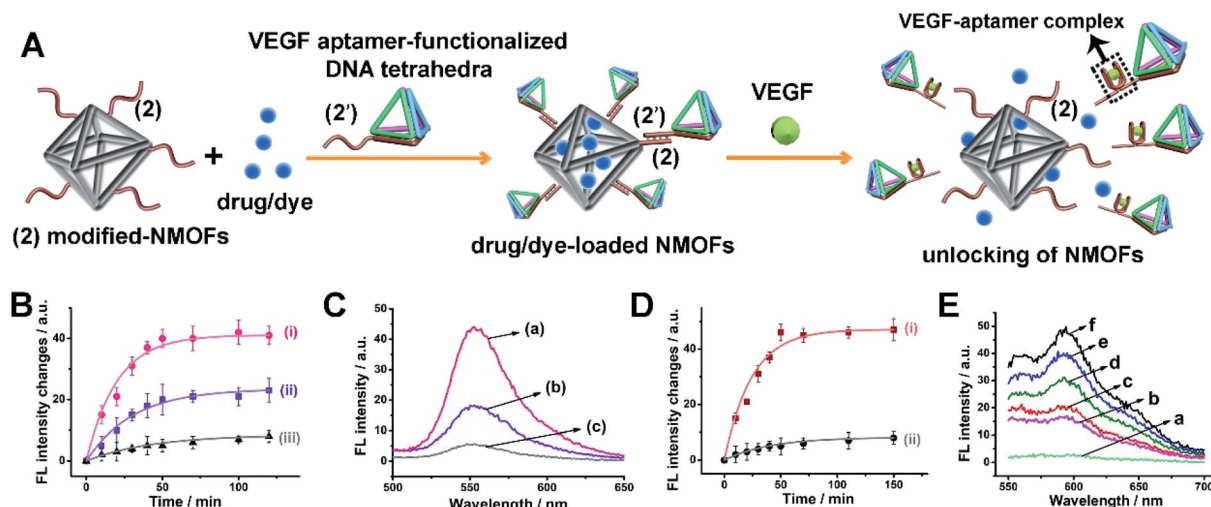 A
VEGF aptamer-functionalized
DNA tetrahedra
VEGF-aptamer complex
(2)
(2')
VEGF
(2')
(2)
(2)
+
drug/dye
(2) modified-NMOFs
drug/dye-loaded NMOFs
unlocking of NMOFs
B
FL intensity changes / a.u.
40
20
0
0
50
100
Time / min
(i)
(ii)
(iii)
C
FL intensity / a.u.
50
40
30
20
10
0
500
550
600
650
Wavelength / nm
(a)
(b)
(c)
D
FL intensity changes / a.u.
40
20
0
0
50
100
150
Time / min
(i)
(ii)
E
FL intensity / a.u.
50
40
30
20
10
0
550
600
650
700
Wavelength / nm
f
e
d
c
b
a